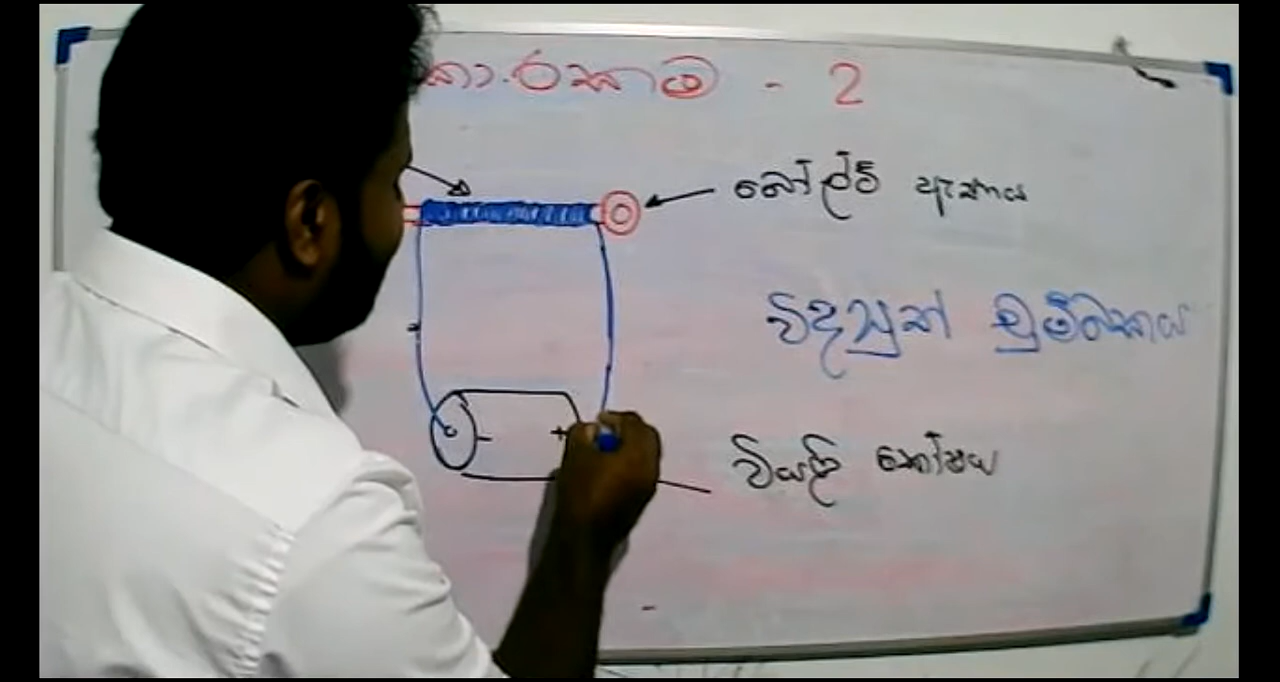 කාරකම - 2
බෝල්ට් ඇණය
විද්‍යුත් චුම්බකය
වියළි කෝෂය
- +